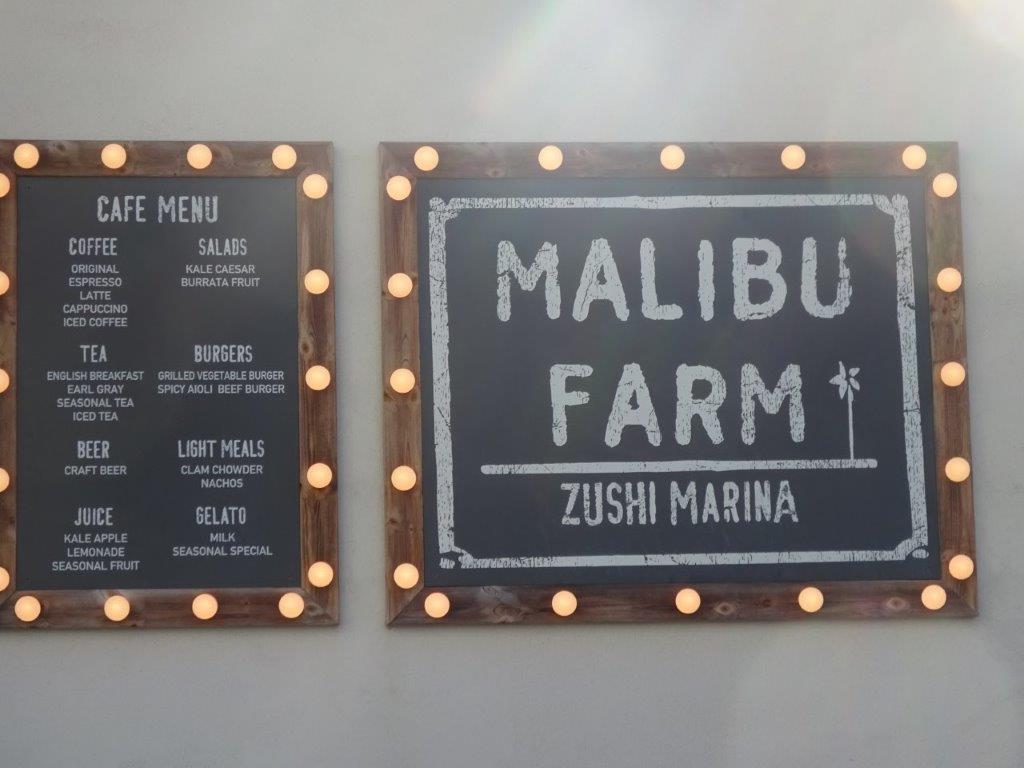 CAFE MENU
COFFEE
ORIGINAL
ESPRESSO
LATTE
CAPPUCCINO
ICED COFFEE
TEA
ENGLISH BREAKFAST
EARL GRAY
SEASONAL TEA
ICED TEA
BEER
CRAFT BEER
JUICE
KALE APPLE
LEMONADE
SEASONAL FRUIT
SALADS
KALE CAESAR
BURRATA FRUIT
BURGERS
GRILLED VEGETABLE BURGER
SPICY AIOLI BEEF BURGER
LIGHT MEALS
CLAM CHOWDER
NACHOS
GELATO
MILK
SEASONAL SPECIAL
MALIBU
FARM
ZUSHI MARINA